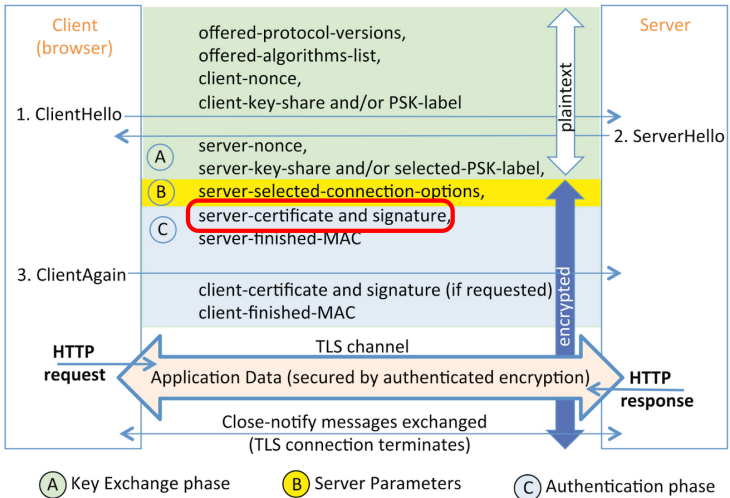 Client
(browser)
Server
offered-protocol-versions,
offered-algorithms-list,
client-nonce,
client-key-share and/or PSK-label
plaintext
1. ClientHello
2. ServerHello
A
server-nonce,
server-key-share and/or selected-PSK-label,
B
server-selected-connection-options,
C
server-certificate and signature,
server-finished-MAC
3. ClientAgain
client-certificate and signature (if requested)
client-finished-MAC
encrypted
TLS channel
HTTP
request
Application Data (secured by authenticated encryption)
HTTP
response
Close-notify messages exchanged
(TLS connection terminates)
A Key Exchange phase
B Server Parameters
C Authentication phase